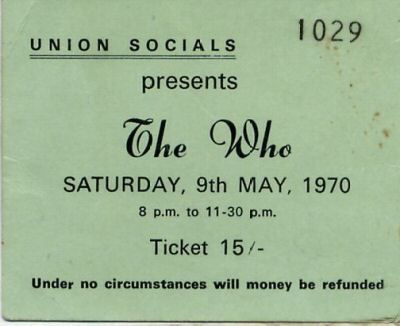 1029
UNION SOCIALS
presents
The Who
SATURDAY, 9th MAY, 1970
8 p.m. to 11-30 p.m.
Ticket 15/-
Under no circumstances will money be refunded